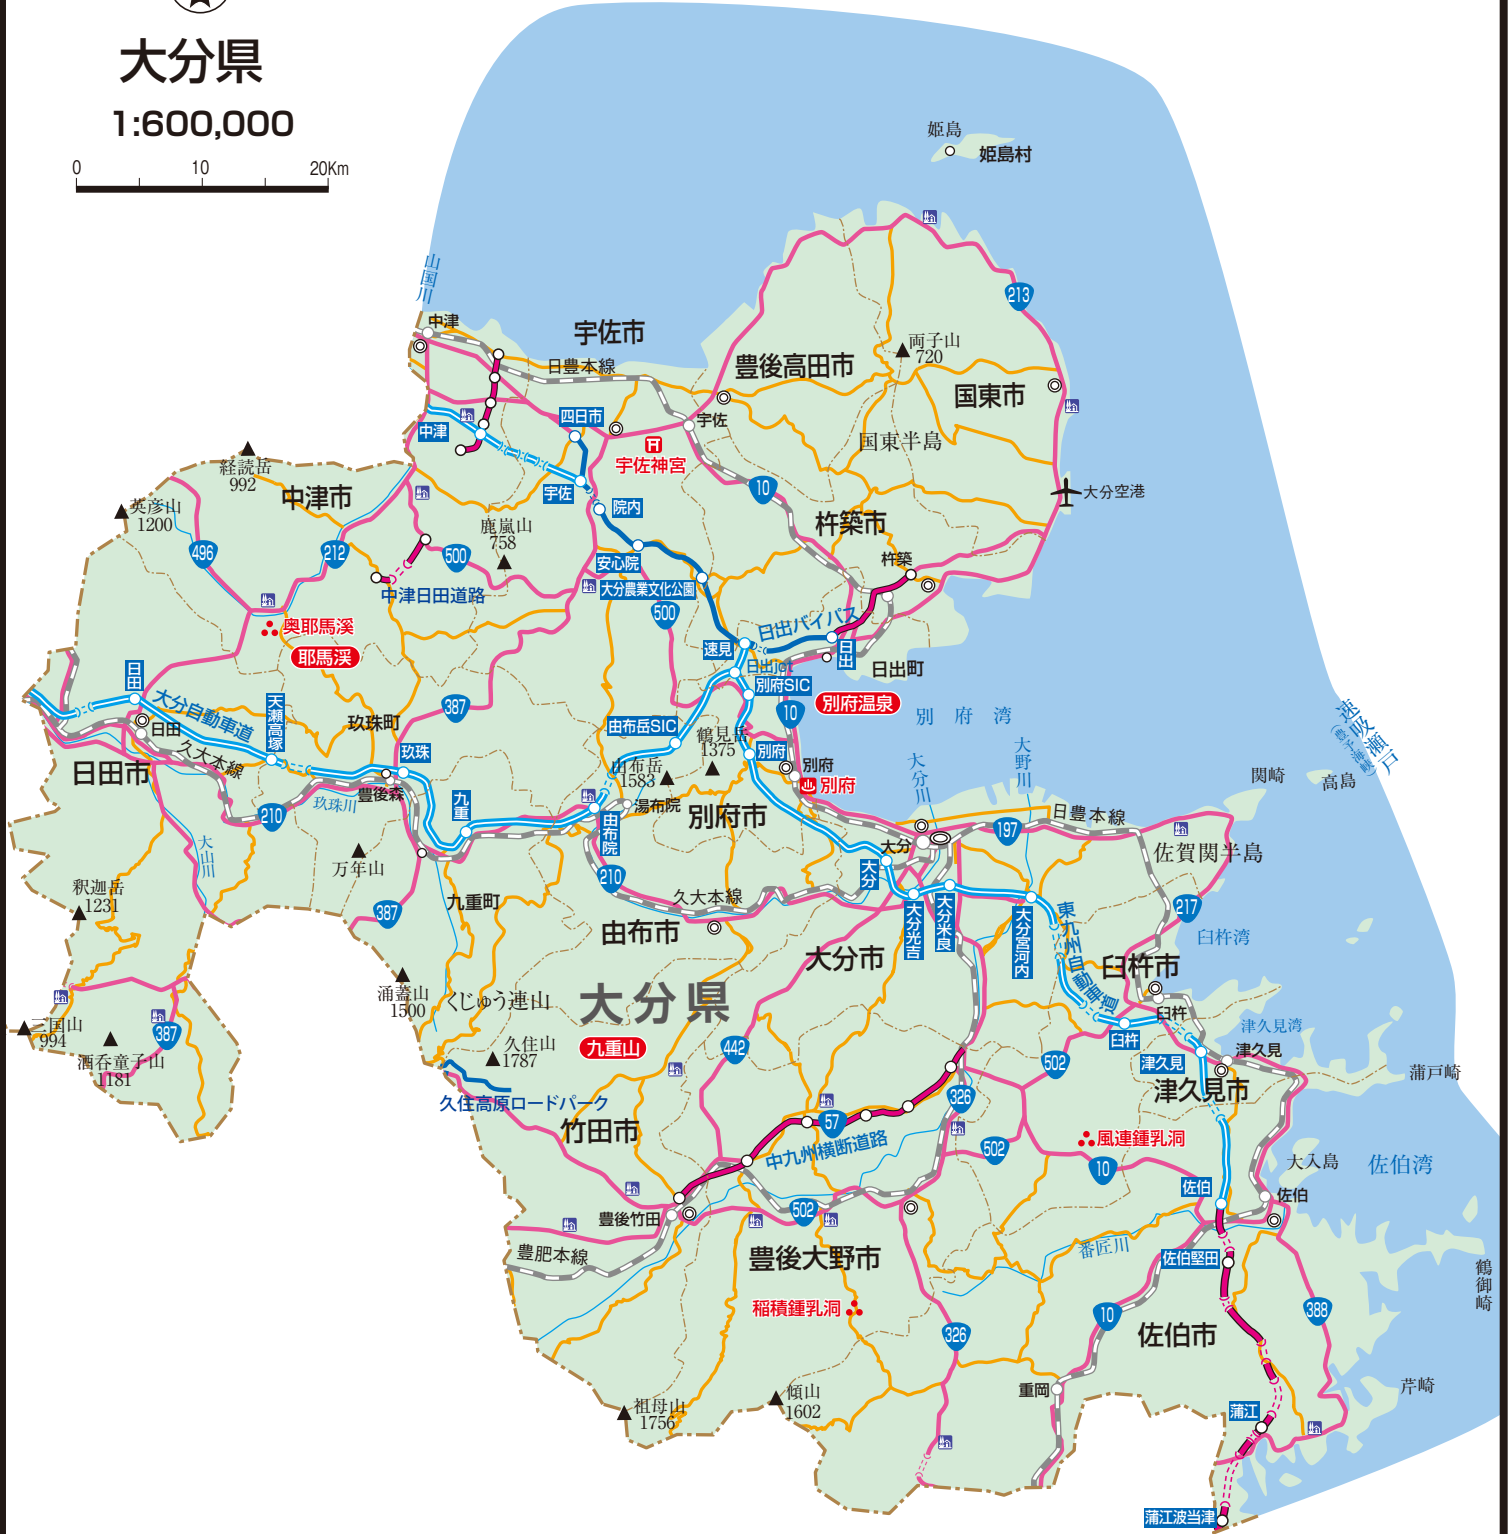 大分県
1:600,000
0 10 20Km
姫島
姫島村
山国川
213
中津
宇佐市
日豊本線
豊後高田市
両子山
720
国東市
四日市
中津
宇佐
国東半島
宇佐神宮
経読岳
992
英彦山
1200
中津市
宇佐
院内
10
大分空港
鹿嵐山
758
杵築市
496
212
500
安心院
杵築
中津日田道路
大分農業文化公園
500
日出バイパス
奥耶馬溪
耶馬渓
速見
日出
日出jct
日出町
日田
大分自動車道
天瀬高塚
387
別府SIC
別府温泉
10
別府湾
速吸瀬戸
(豊予海峡)
日田
久大本線
玖珠町
玖珠
由布岳SIC
鶴見岳
1375
別府
別府
大分川
大野川
関崎
高島
日田市
豊後森
玖珠川
九重
由布岳
1583
湯布院
別府
別府市
210
由布院
日豊本線
197
大山川
万年山
大分
大分
佐賀関半島
釈迦岳
1231
387
九重町
210
久大本線
大分光吉
大分米良
大分宮河内
東九州自動車道
217
臼杵湾
由布市
大分市
臼杵市
涌蓋山
1500
くじゅう連山
大分県
臼杵
津久見湾
三国山
994
387
酒呑童子山
1181
久住山
1787
九重山
442
臼杵
津久見
津久見
502
蒲戸崎
津久見市
久住高原ロードパーク
竹田市
326
57
中九州横断道路
風連鍾乳洞
502
10
大入島
佐伯湾
佐伯
佐伯
豊後竹田
502
豊肥本線
豊後大野市
番匠川
佐伯堅田
鶴御崎
稲積鍾乳洞
10
388
326
佐伯市
重岡
芹崎
祖母山
1756
傾山
1602
蒲江
蒲江波当津